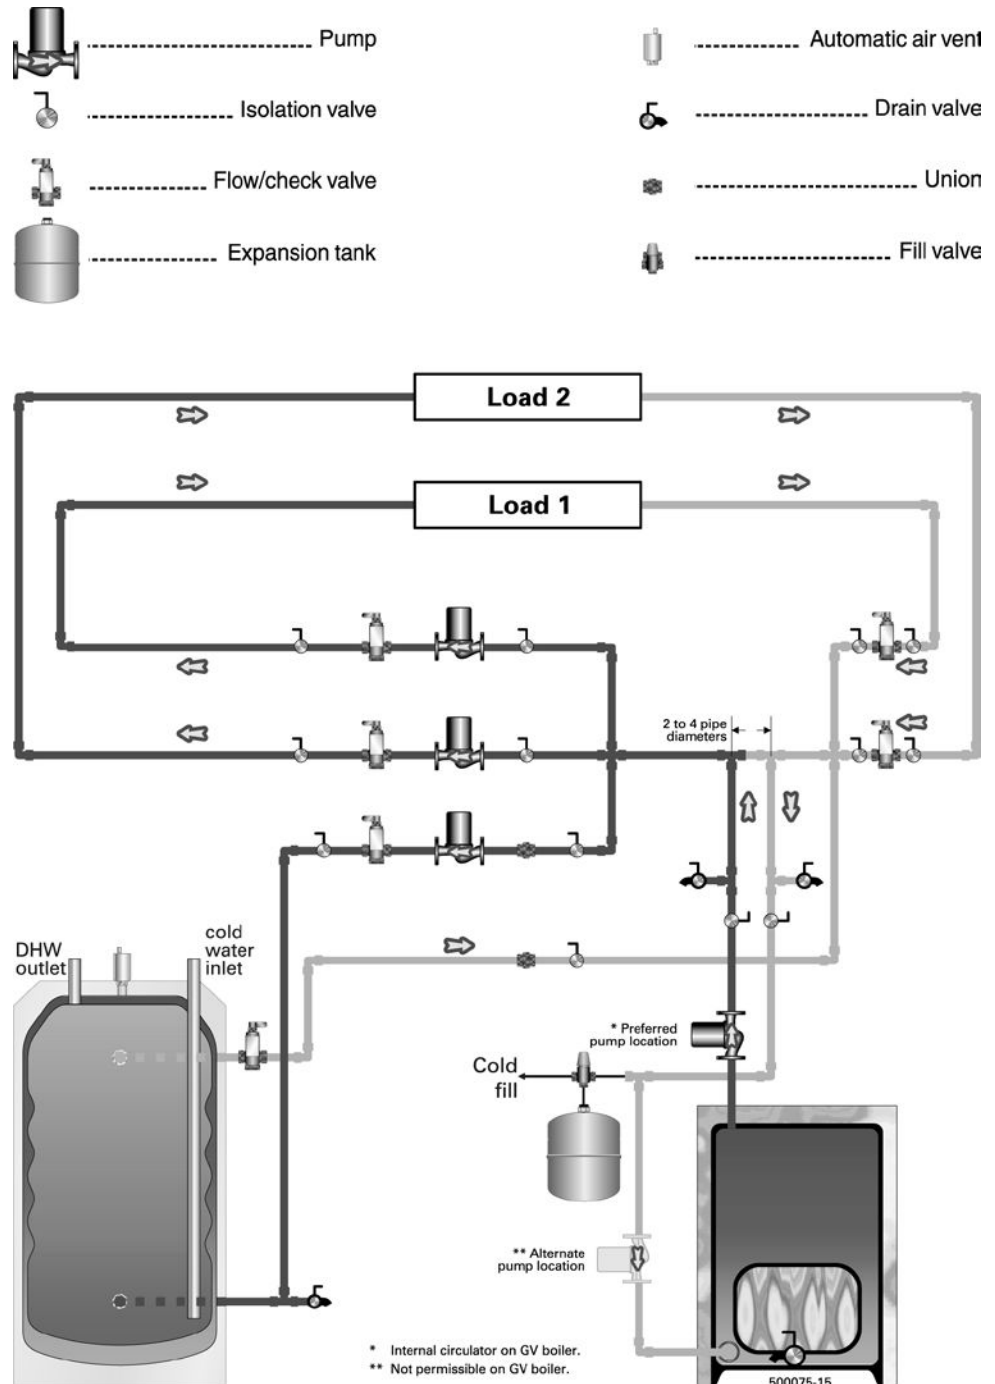 Pump
Automatic air vent
Isolation valve
Drain valve
Flow/check valve
Union
Expansion tank
Fill valve
Load 2
Load 1
2 to 4 pipe
diameters
DHW
outlet
cold
water
inlet
* Preferred
pump location
Cold
fill
** Alternate
pump location
* Internal circulator on GV boiler.
** Not permissible on GV boiler.
500075-15